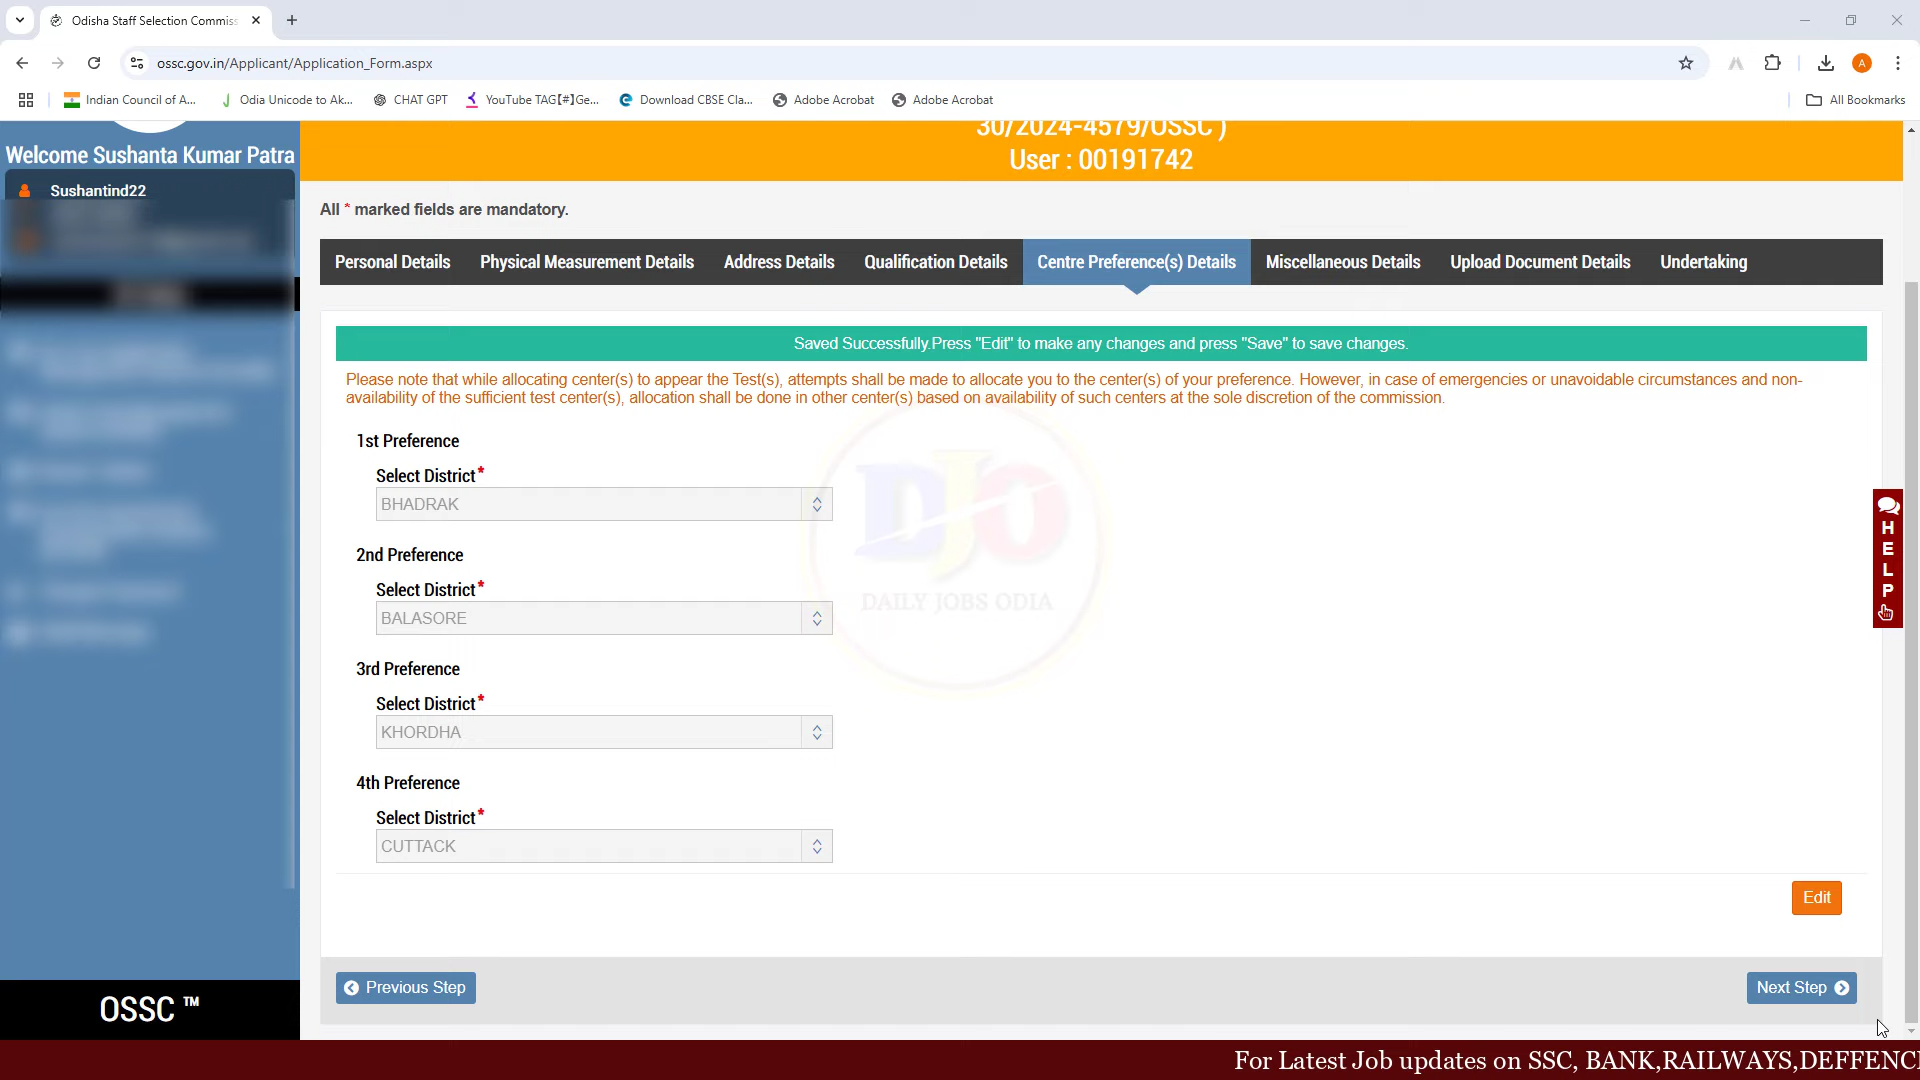 Odisha Staff Selection Commiss
ossc.gov.in/Applicant/Application_Form.aspx
A
Indian Council of A...
Odia Unicode to Ak...
CHAT GPT
YouTube TAG【#】Ge...
Download CBSE Cla...
Adobe Acrobat
Adobe Acrobat
All Bookmarks
Welcome Sushanta Kumar Patra
Sushantind22
30/2024-4579/OSSC )
User : 00191742
All * marked fields are mandatory.
Personal Details
Physical Measurement Details
Address Details
Qualification Details
Centre Preference(s) Details
Miscellaneous Details
Upload Document Details
Undertaking
Saved Successfully.Press "Edit" to make any changes and press "Save" to save changes.
Please note that while allocating center(s) to appear the Test(s), attempts shall be made to allocate you to the center(s) of your preference. However, in case of emergencies or unavoidable circumstances and non-
availability of the sufficient test center(s), allocation shall be done in other center(s) based on availability of such centers at the sole discretion of the commission.
1st Preference
Select District*
BHADRAK
2nd Preference
Select District*
BALASORE
3rd Preference
Select District*
KHORDHA
4th Preference
Select District*
CUTTACK
DJO
DAILY JOBS ODIA
HELP
Edit
Previous Step
Next Step
OSSC ™
For Latest Job updates on SSC, BANK,RAILWAYS,DEFFENC